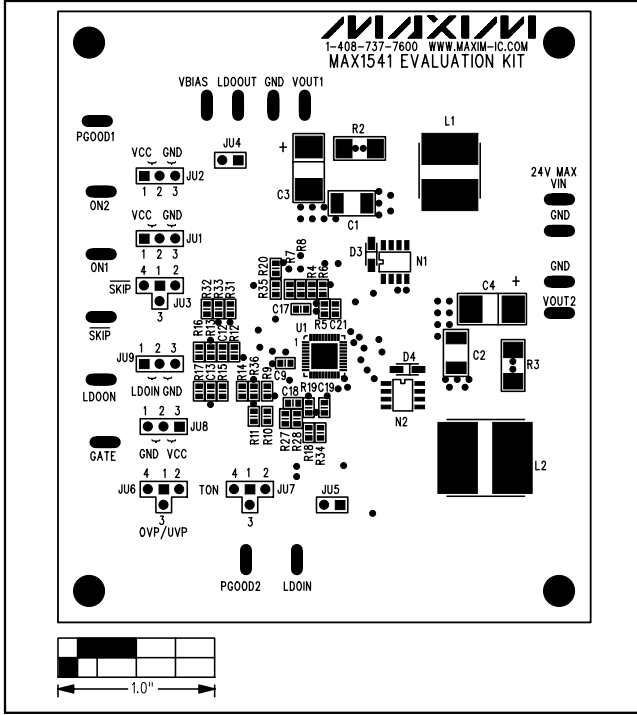 MAXIM
1-408-737-7600 WWW.MAXIM-IC.COM
MAX1541 EVALUATION KIT
VBIAS LDOOUT GND VOUT1
PGOOD1
JU4
R2
L1
VCC GND
JU2
1 2 3
+
C3
C1
24V MAX
VIN
GND
ON2
VCC GND
JU1
1 2 3
ON1
4 1 2
SKIP
JU3
3
R20
R35
R7
R8
R4
R6
D3
N1
GND
VOUT2
C4
+
R32
R33
R31
C17
R5
C21
SKIP
R16
R13
C12
R12
U1
1
JU9
1 2 3
LDOIN GND
C9
D4
C2
R3
LDOON
R17
C13
R15
R14
R36
R9
C18
R19
C19
N2
1 2 3
JU8
GND VCC
GATE
R11
R10
R27
R28
R18
R34
L2
JU6
4 1 2
3
OVP/UVP
TON
4 1 2
JU7
3
JU5
PGOOD2
LDOIN
1.0"